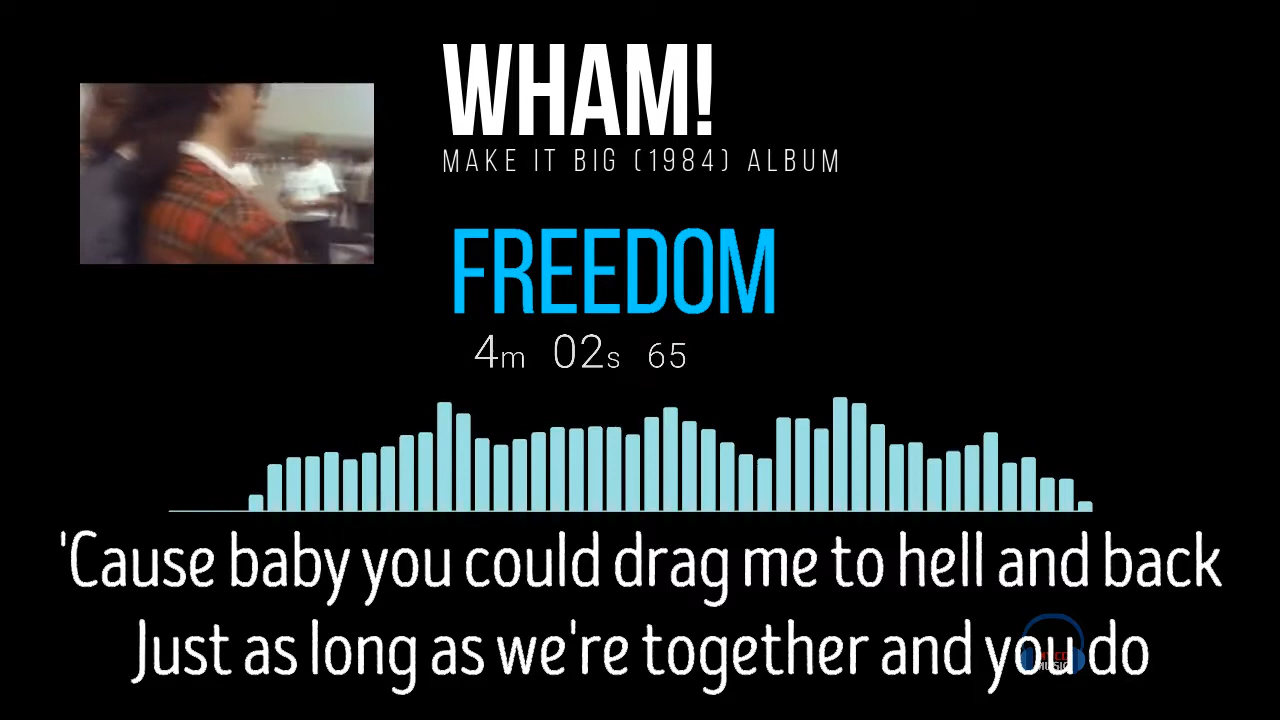 WHAM!
MAKE IT BIG (1984) ALBUM
FREEDOM
4m 02s 65
'Cause baby you could drag me to hell and back
Just as long as we're together and you do
MUSIC